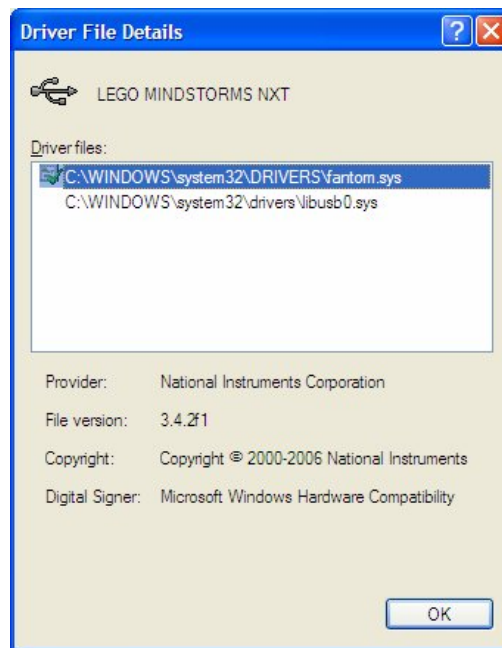 Driver File Details
LEGO MINDSTORMS NXT
Driver files:
C:\WINDOWS\system32\DRIVERS\fantom.sys
C:\WINDOWS\system32\drivers\libusb0.sys
Provider: National Instruments Corporation
File version: 3.4.2f1
Copyright: Copyright © 2000-2006 National Instruments
Digital Signer: Microsoft Windows Hardware Compatibility
OK